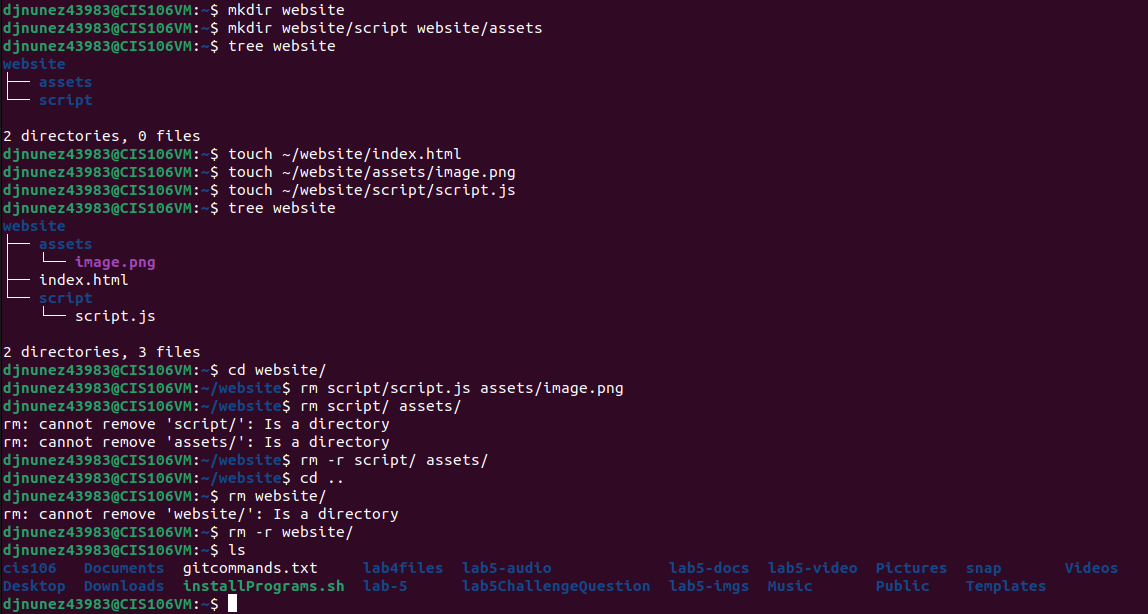 djnunez43983@CIS106VM:~$ mkdir website
djnunez43983@CIS106VM:~$ mkdir website/script website/assets
djnunez43983@CIS106VM:~$ tree website
website
├── assets
└── script

2 directories, 0 files
djnunez43983@CIS106VM:~$ touch ~/website/index.html
djnunez43983@CIS106VM:~$ touch ~/website/assets/image.png
djnunez43983@CIS106VM:~$ touch ~/website/script/script.js
djnunez43983@CIS106VM:~$ tree website
website
├── assets
│   └── image.png
├── index.html
└── script
    └── script.js

2 directories, 3 files
djnunez43983@CIS106VM:~$ cd website/
djnunez43983@CIS106VM:~/website$ rm script/script.js assets/image.png
djnunez43983@CIS106VM:~/website$ rm script/ assets/
rm: cannot remove 'script/': Is a directory
rm: cannot remove 'assets/': Is a directory
djnunez43983@CIS106VM:~/website$ rm -r script/ assets/
djnunez43983@CIS106VM:~/website$ cd ..
djnunez43983@CIS106VM:~$ rm website/
rm: cannot remove 'website/': Is a directory
djnunez43983@CIS106VM:~$ rm -r website/
djnunez43983@CIS106VM:~$ ls
cis106   Documents  gitcommands.txt     lab4files  lab5-audio              lab5-docs  lab5-video  Pictures  snap       Videos
Desktop  Downloads  installPrograms.sh  lab-5      lab5ChallengeQuestion  lab5-imgs  Music       Public    Templates
djnunez43983@CIS106VM:~$